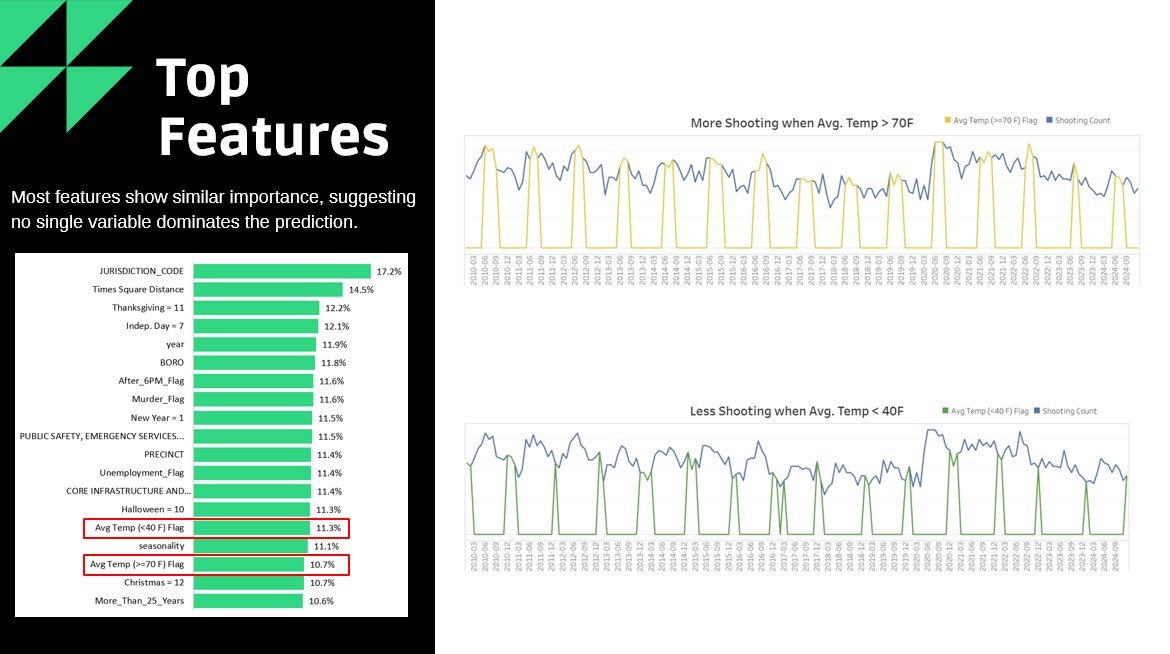 Top
Features
Most features show similar importance, suggesting
no single variable dominates the prediction.
JURISDICTION_CODE 17.2%
Times Square Distance 14.5%
Thanksgiving = 11 12.2%
Indep. Day = 7 12.1%
year 11.9%
BORO 11.8%
After_6PM_Flag 11.6%
Murder_Flag 11.6%
New Year = 1 11.5%
PUBLIC SAFETY, EMERGENCY SERVICES... 11.5%
PRECINCT 11.4%
Unemployment_Flag 11.4%
CORE INFRASTRUCTURE AND... 11.4%
Halloween = 10 11.3%
Avg Temp (<40 F) Flag 11.3%
seasonality 11.1%
Avg Temp (>=70 F) Flag 10.7%
Christmas = 12 10.7%
More_Than_25_Years 10.6%
More Shooting when Avg. Temp > 70F
Avg Temp (>=70 F) Flag Shooting Count
2010-03 2010-06 2010-09 2010-12 2011-03 2011-06 2011-09 2011-12 2012-03 2012-06 2012-09 2012-12 2013-03 2013-06 2013-09 2013-12 2014-03 2014-06 2014-09 2014-12 2015-03 2015-06 2015-09 2015-12 2016-03 2016-06 2016-09 2016-12 2017-03 2017-06 2017-09 2017-12 2018-03 2018-06 2018-09 2018-12 2019-03 2019-06 2019-09 2019-12 2020-03 2020-06 2020-09 2020-12 2021-03 2021-06 2021-09 2021-12 2022-03 2022-06 2022-09 2022-12 2023-03 2023-06 2023-09 2023-12 2024-03 2024-06 2024-09
Less Shooting when Avg. Temp < 40F
Avg Temp (<40 F) Flag Shooting Count
2010-03 2010-06 2010-09 2010-12 2011-03 2011-06 2011-09 2011-12 2012-03 2012-06 2012-09 2012-12 2013-03 2013-06 2013-09 2013-12 2014-03 2014-06 2014-09 2014-12 2015-03 2015-06 2015-09 2015-12 2016-03 2016-06 2016-09 2016-12 2017-03 2017-06 2017-09 2017-12 2018-03 2018-06 2018-09 2018-12 2019-03 2019-06 2019-09 2019-12 2020-03 2020-06 2020-09 2020-12 2021-03 2021-06 2021-09 2021-12 2022-03 2022-06 2022-09 2022-12 2023-03 2023-06 2023-09 2023-12 2024-03 2024-06 2024-09